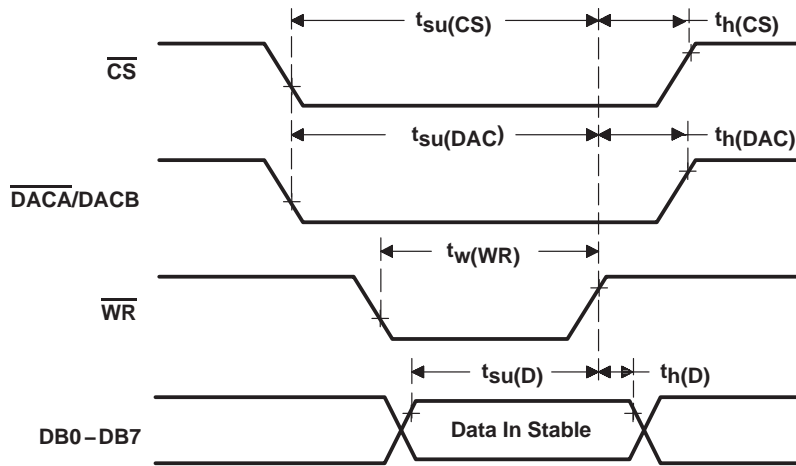 tsu(CS) th(CS)
CS
tsu(DAC) th(DAC)
DACA/DACB
tw(WR)
WR
tsu(D) th(D)
DB0–DB7 Data In Stable